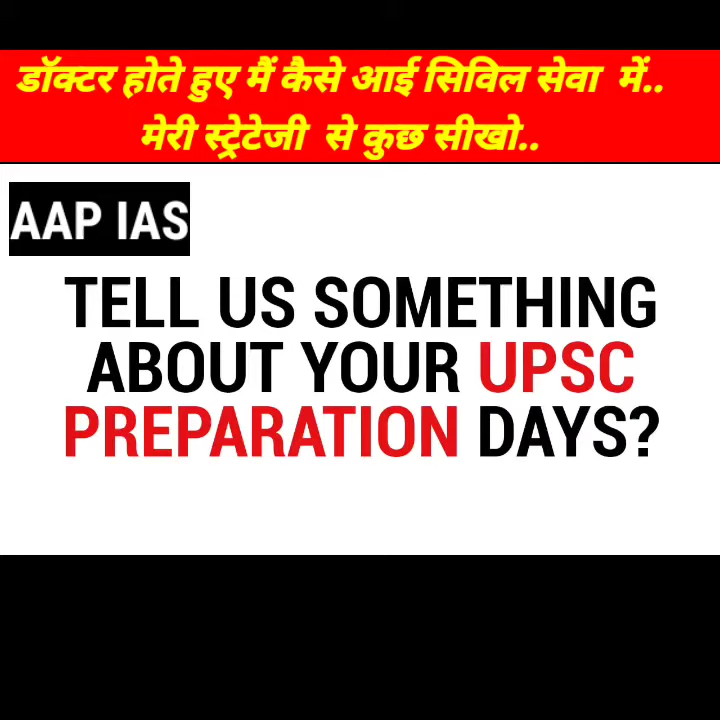 डॉक्टर होते हुए मैं कैसे आई सिविल सेवा में..
मेरी स्ट्रेटेजी से कुछ सीखो..
AAP IAS
TELL US SOMETHING
ABOUT YOUR UPSC
PREPARATION DAYS?